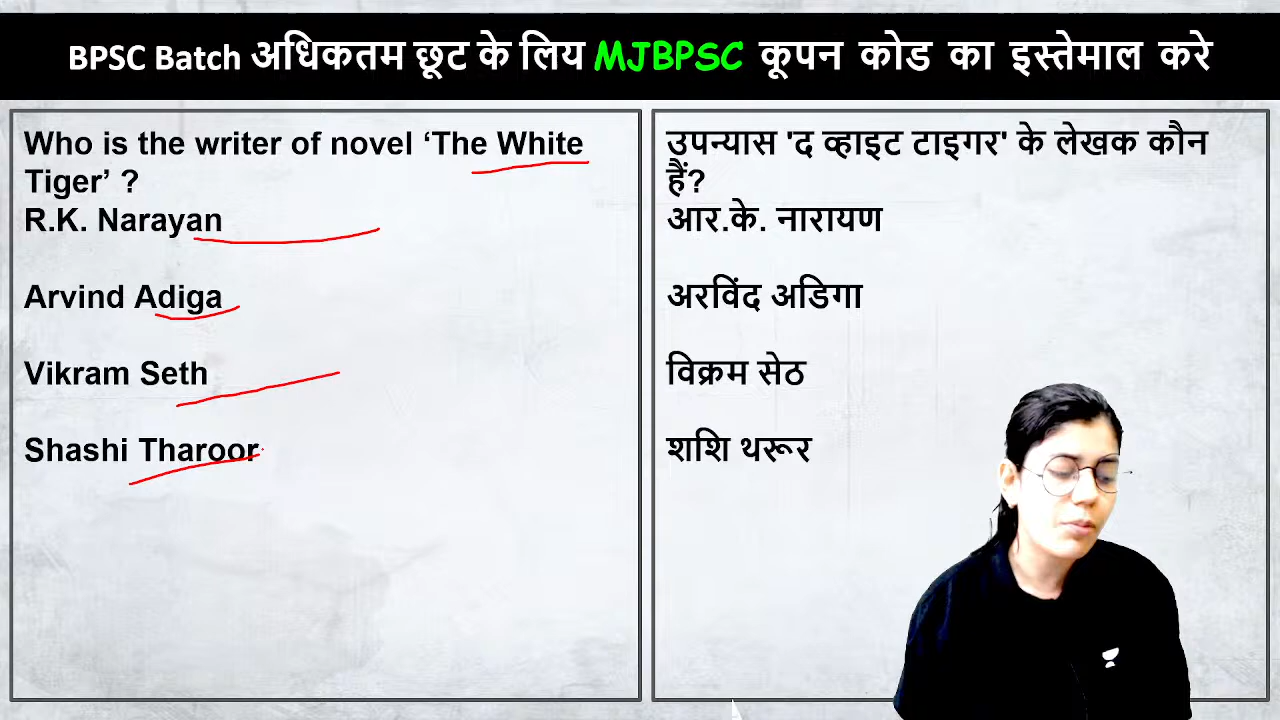 BPSC Batch अधिकतम छूट के लिय MJBPSC कूपन कोड का इस्तेमाल करे
Who is the writer of novel ‘The White
Tiger’ ?
R.K. Narayan
Arvind Adiga
Vikram Seth
Shashi Tharoor
उपन्यास 'द व्हाइट टाइगर' के लेखक कौन
हैं?
आर.के. नारायण
अरविंद अडिगा
विक्रम सेठ
शशि थरूर